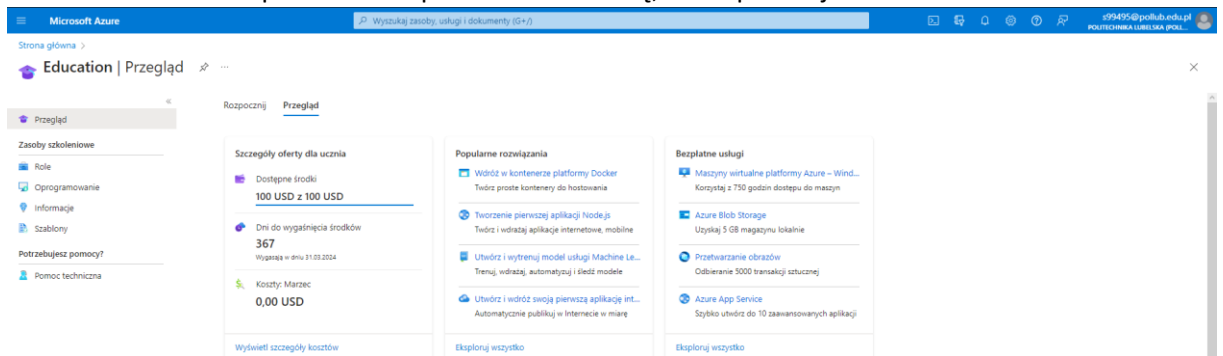 Microsoft Azure
Wyszukaj zasoby, usługi i dokumenty (G+/)
s99495@pollub.edu.pl
POLITECHNIKA LUBELSKA (POLL...
Strona główna >
Education | Przegląd
Przegląd
Zasoby szkoleniowe
Role
Oprogramowanie
Informacje
Szablony
Potrzebujesz pomocy?
Pomoc techniczna
Rozpocznij Przegląd
Szczegóły oferty dla ucznia
Dostępne środki
100 USD z 100 USD
Dni do wygaśnięcia środków
367
Wygasają w dniu 31.03.2024
Koszty: Marzec
0,00 USD
Wyświetl szczegóły kosztów
Popularne rozwiązania
Wdróż w kontenerze platformy Docker
Twórz proste kontenery do hostowania
Tworzenie pierwszej aplikacji Node.js
Twórz i wdrażaj aplikacje internetowe, mobilne
Utwórz i wytrenuj model usługi Machine Le...
Trenuj, wdrażaj, automatyzuj i śledź modele
Utwórz i wdróż swoją pierwszą aplikację int...
Automatycznie publikuj w Internecie w miarę
Eksploruj wszystko
Bezpłatne usługi
Maszyny wirtualne platformy Azure – Wind...
Korzystaj z 750 godzin dostępu do maszyn
Azure Blob Storage
Uzyskaj 5 GB magazynu lokalnie
Przetwarzanie obrazów
Odbieranie 5000 transakcji sztucznej
Azure App Service
Szybko utwórz do 10 zaawansowanych aplikacji
Eksploruj wszystko